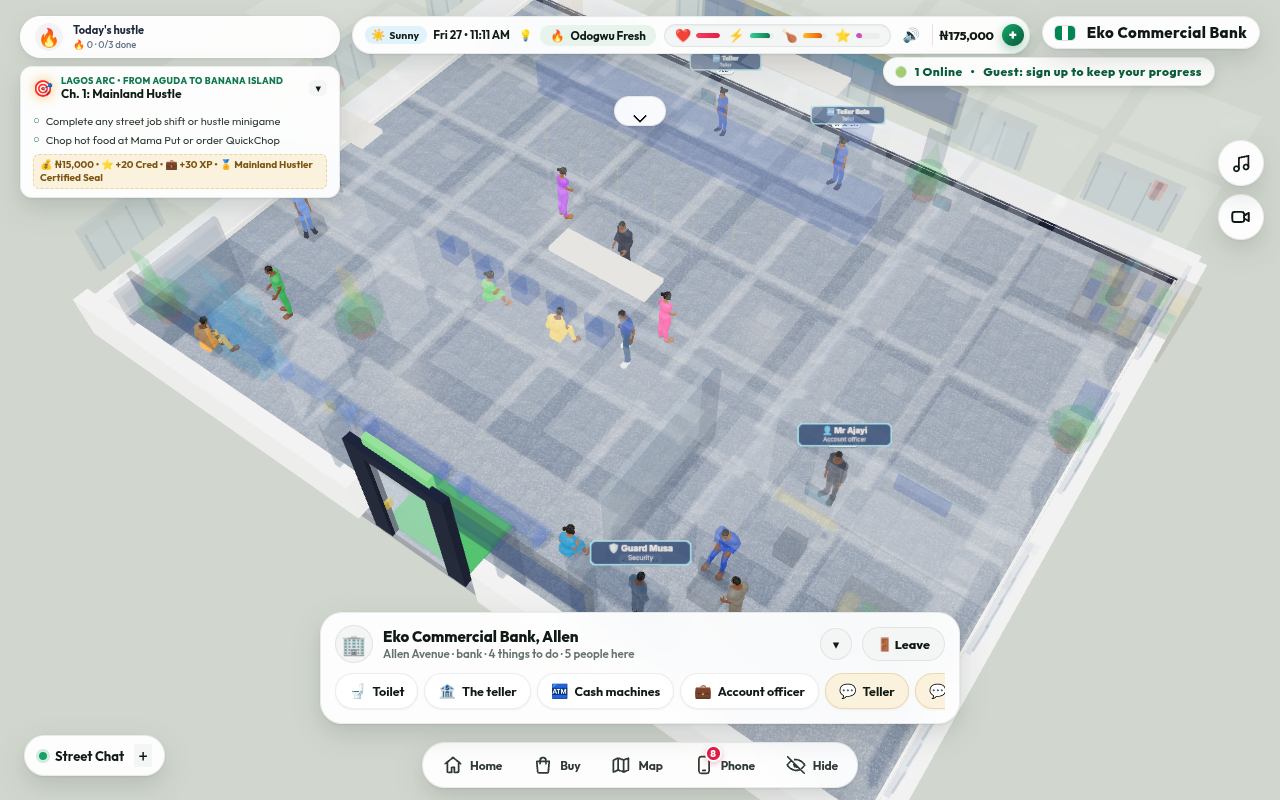 Today's hustle
🔥 0 · 0/3 done
Sunny
Fri 27 • 11:11 AM
Odogwu Fresh
₦175,000
+
Eko Commercial Bank
1 Online • Guest: sign up to keep your progress
LAGOS ARC • FROM AGUDA TO BANANA ISLAND
Ch. 1: Mainland Hustle
Complete any street job shift or hustle minigame
Chop hot food at Mama Put or order QuickChop
💰 ₦15,000 • ⭐ +20 Cred • 💼 +30 XP • 🏅 Mainland Hustler
Certified Seal
Teller
Teller
Teller Bola
Mr Ajayi
Account officer
Guard Musa
Security
Eko Commercial Bank, Allen
Allen Avenue · bank · 4 things to do · 5 people here
Leave
Toilet
The teller
Cash machines
Account officer
Teller
Street Chat +
Home
Buy
Map
8
Phone
Hide